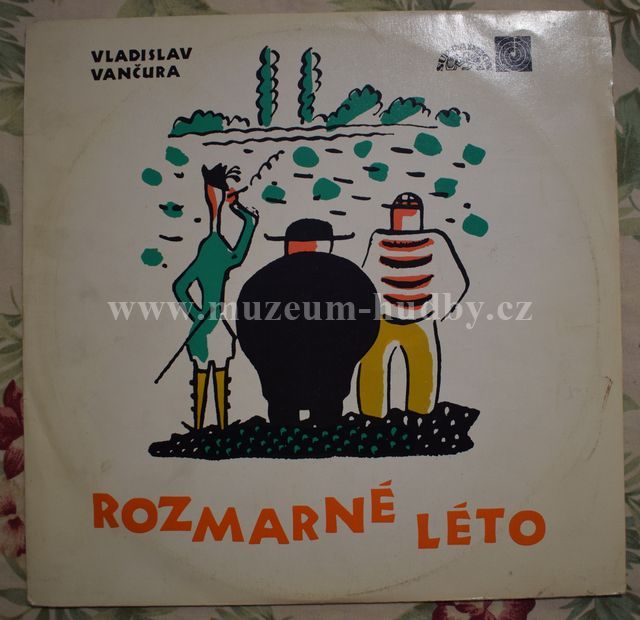 VLADISLAV
VANČURA
www.muzeum-hudby.cz
ROZMARNÉ LÉTO